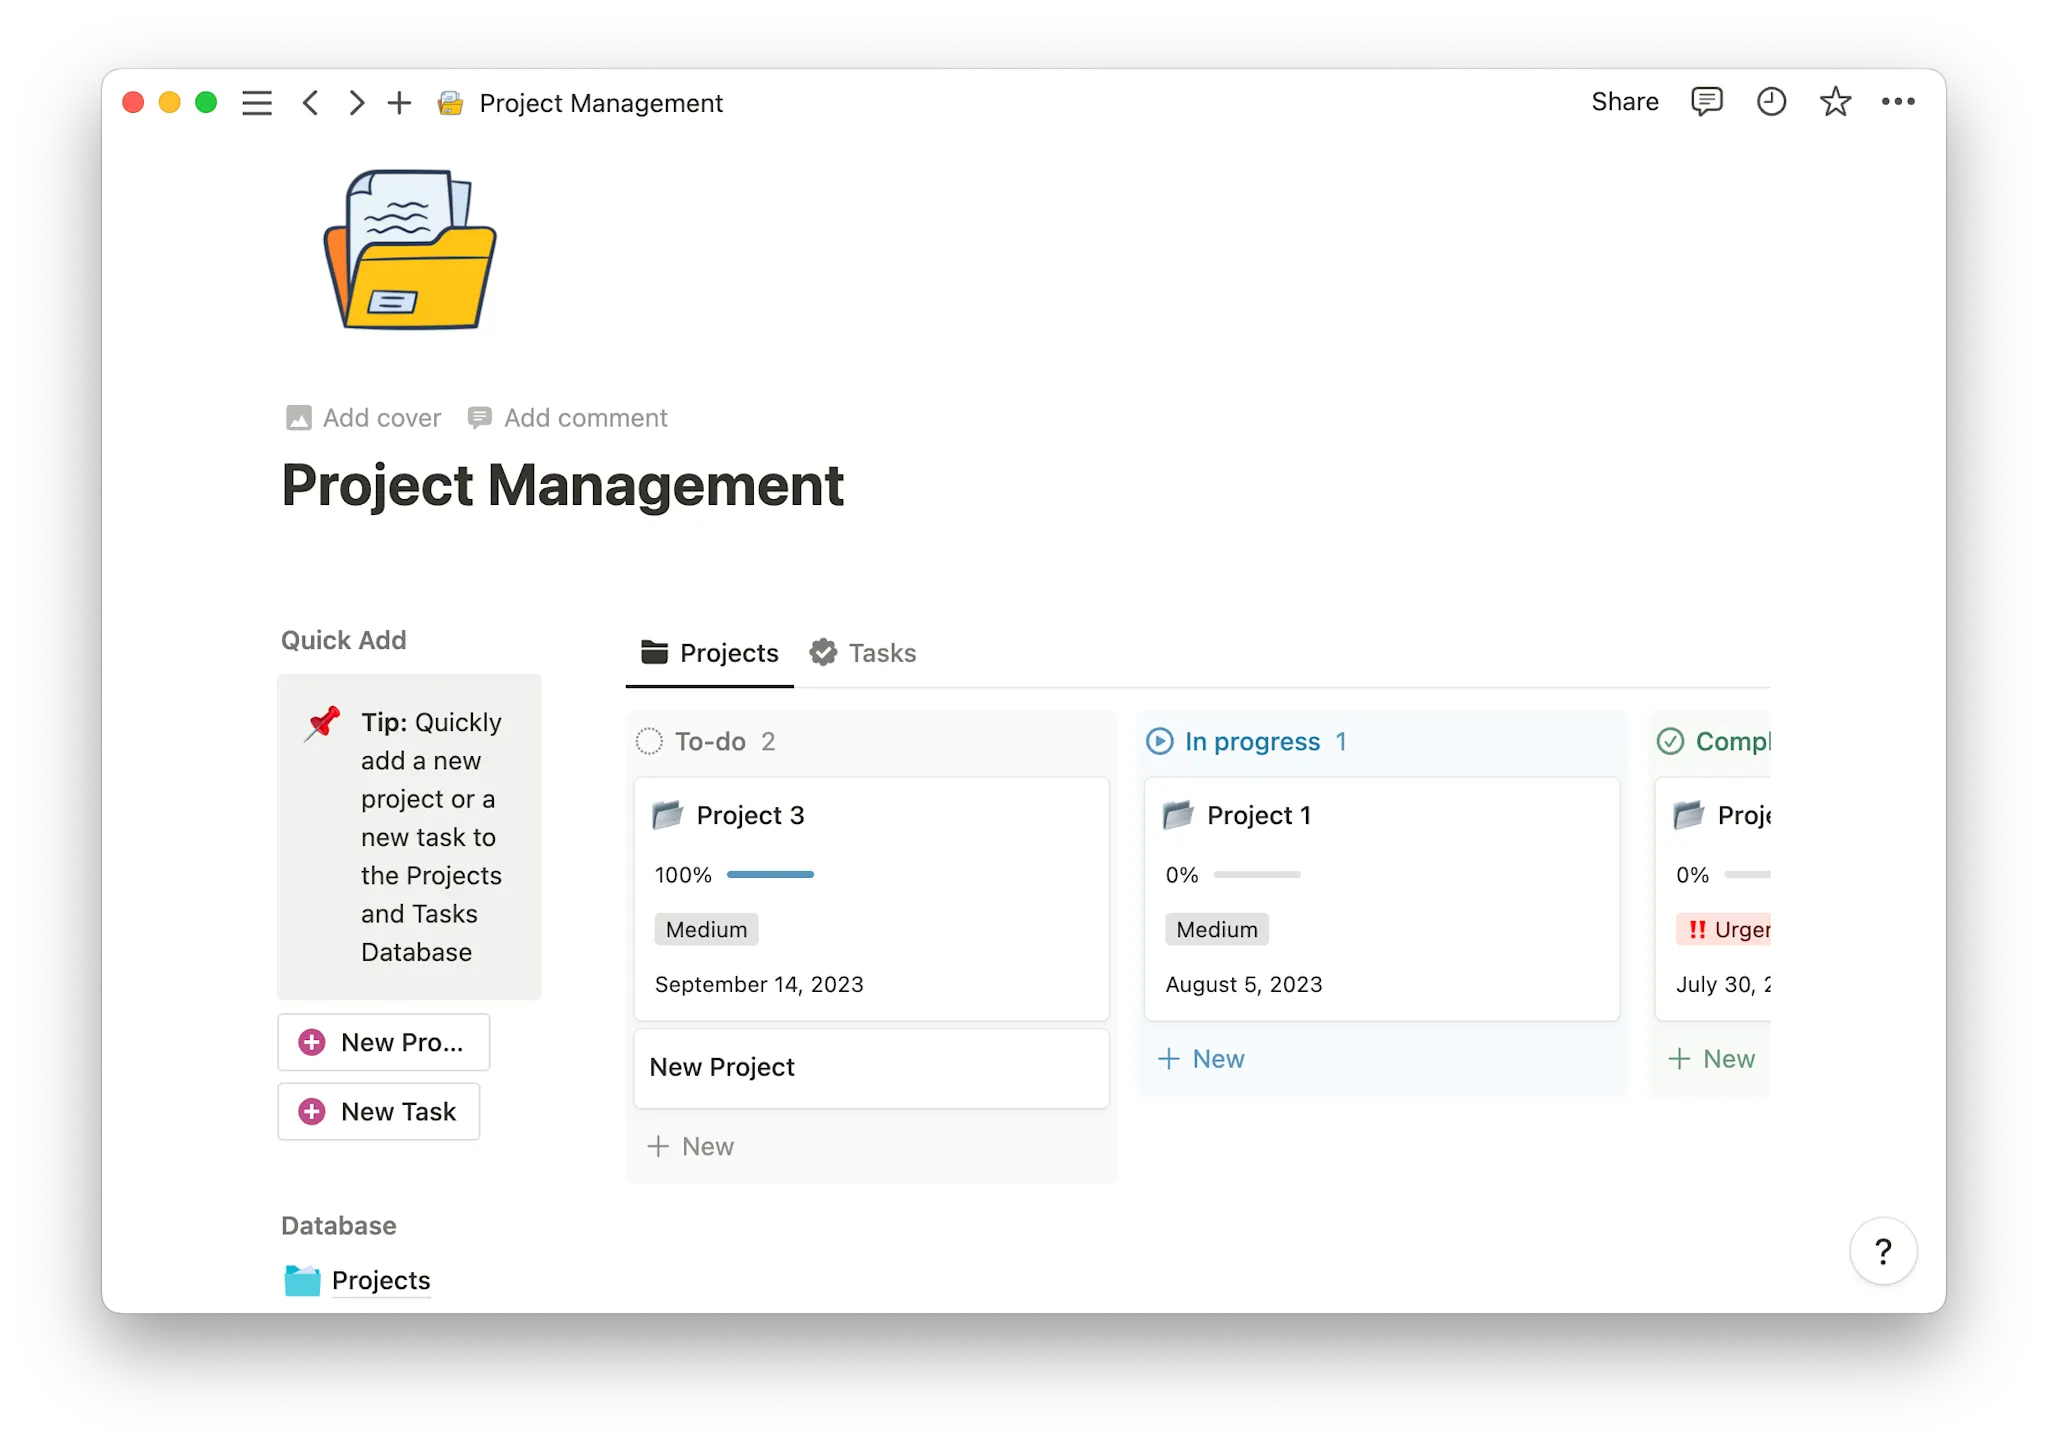 Project Management
Share
Add cover
Add comment
Project Management
Quick Add
Tip: Quickly
add a new
project or a
new task to
the Projects
and Tasks
Database
New Pro...
New Task
Database
Projects
Projects
Tasks
To-do 2
Project 3
100%
Medium
September 14, 2023
New Project
New
In progress 1
Project 1
0%
Medium
August 5, 2023
New
0%
‼ 
July 30,
New
?